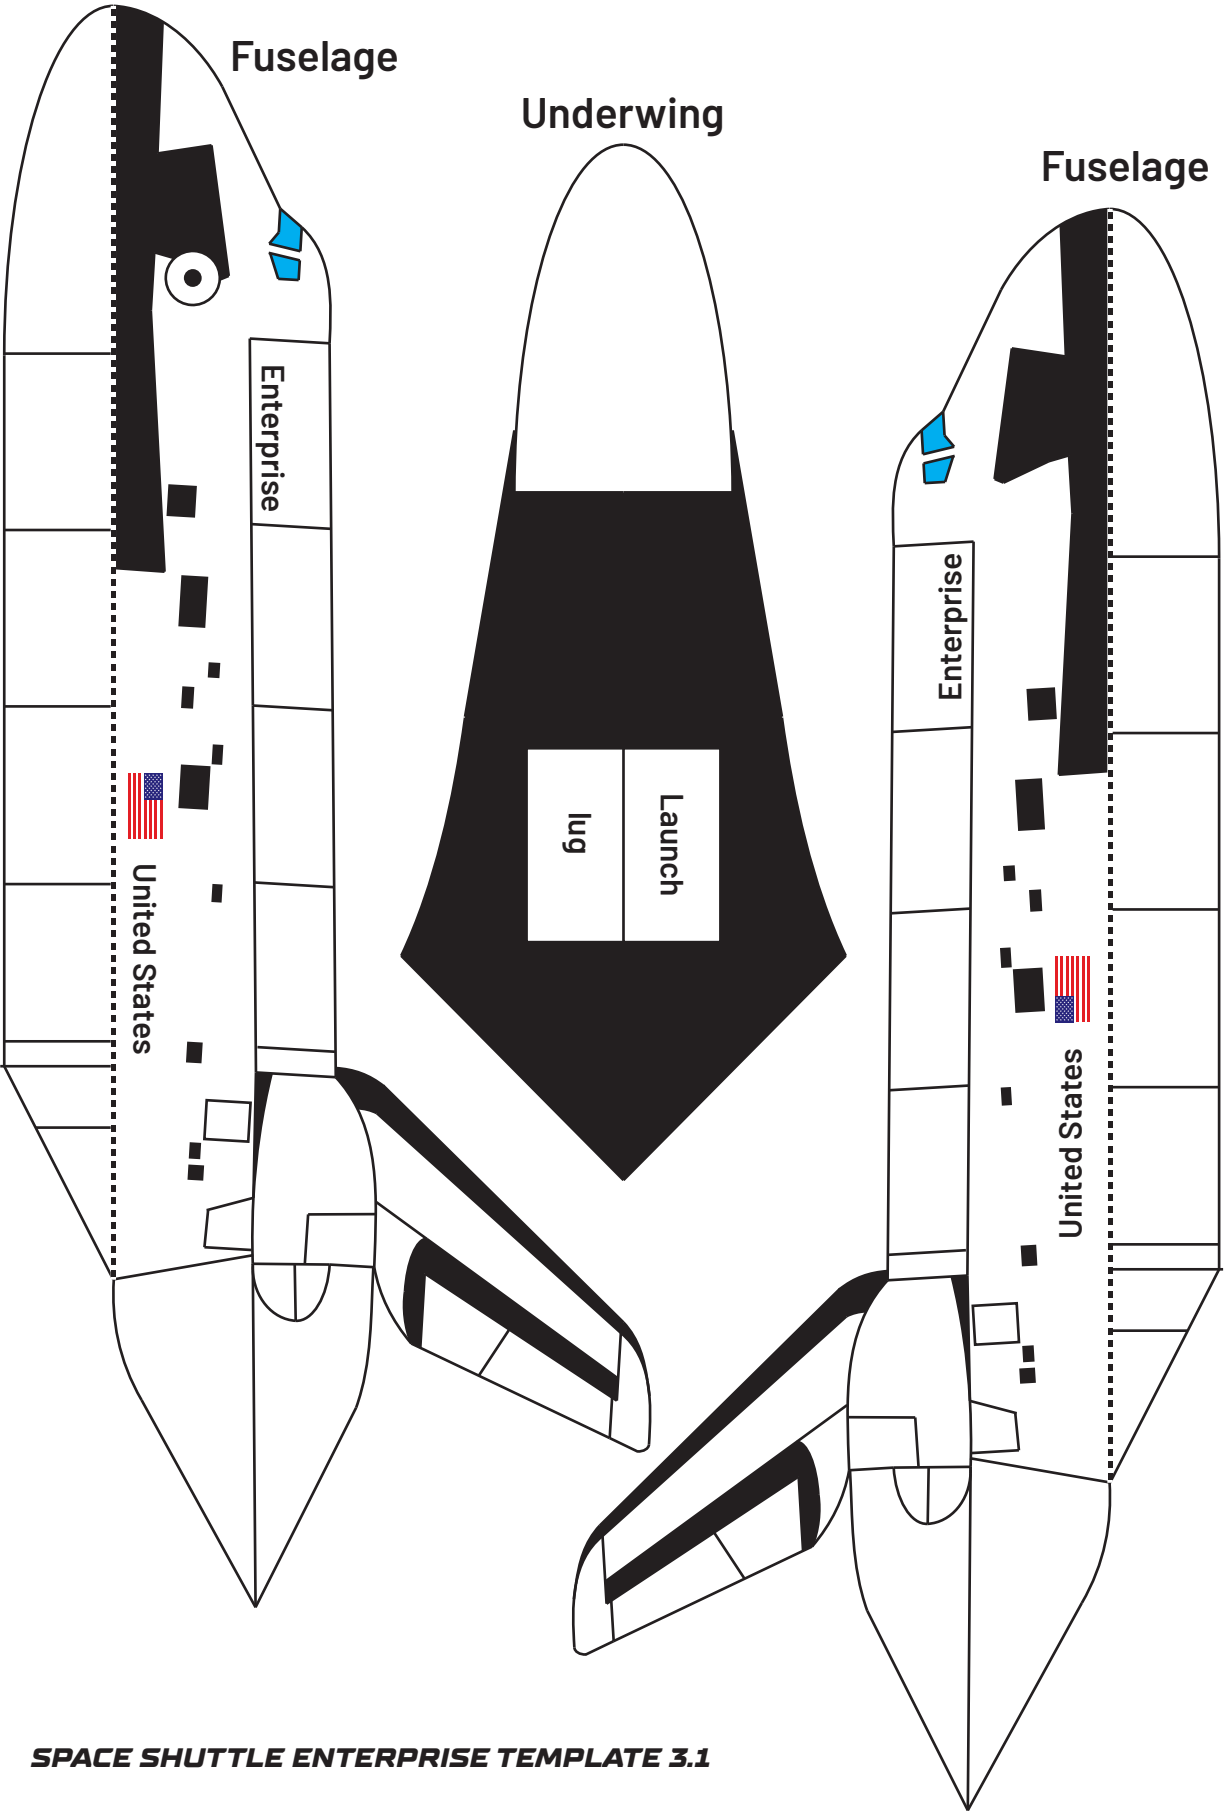 Fuselage
Underwing
Fuselage
Enterprise
Enterprise
Launch
lug
United States
United States
SPACE SHUTTLE ENTERPRISE TEMPLATE 3.1